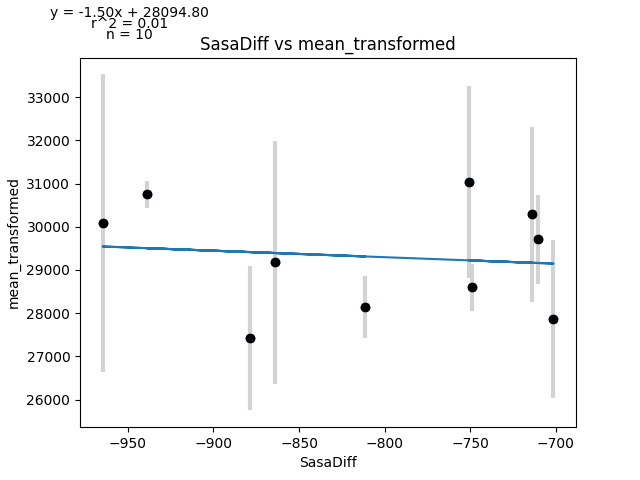 y = -1.50x + 28094.80
r^2 = 0.01
n = 10
SasaDiff vs mean_transformed
mean_transformed
33000
32000
31000
30000
29000
28000
27000
26000
−950
−900
−850
−800
−750
−700
SasaDiff